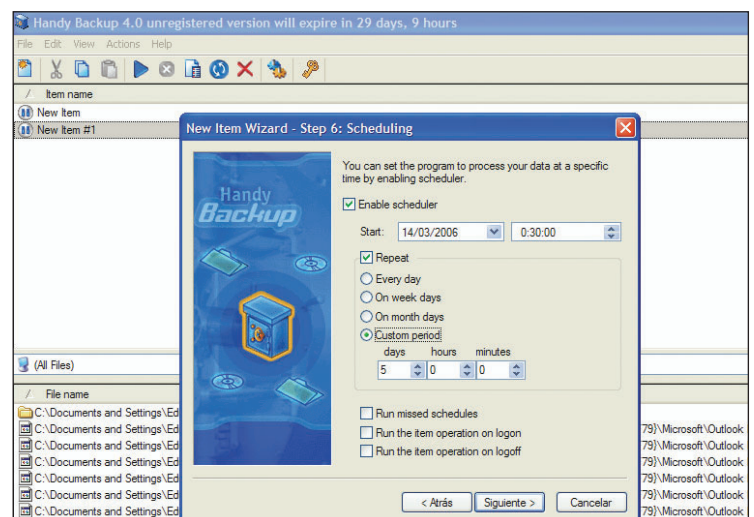 Handy Backup 4.0 unregistered version will expire in 29 days, 9 hours
File Edit View Actions Help
Item name
New Item
New Item #1
New Item Wizard - Step 6: Scheduling
Handy
Backup
You can set the program to process your data at a specific
time by enabling scheduler.
Enable scheduler
Start: 14/03/2006 0:30:00
Repeat
Every day
On week days
On month days
Custom period
days hours minutes
5 0 0
Run missed schedules
Run the item operation on logon
Run the item operation on logoff
< Atrás Siguiente > Cancelar
(All Files)
File name
C:\Documents and Settings\Ed
C:\Documents and Settings\Ed 79}\Microsoft\Outlook
C:\Documents and Settings\Ed 79}\Microsoft\Outlook
C:\Documents and Settings\Ed 79}\Microsoft\Outlook
C:\Documents and Settings\Ed 79}\Microsoft\Outlook
C:\Documents and Settings\Ed 79}\Microsoft\Outlook
C:\Documents and Settings\Ed 79}\Microsoft\Outlook